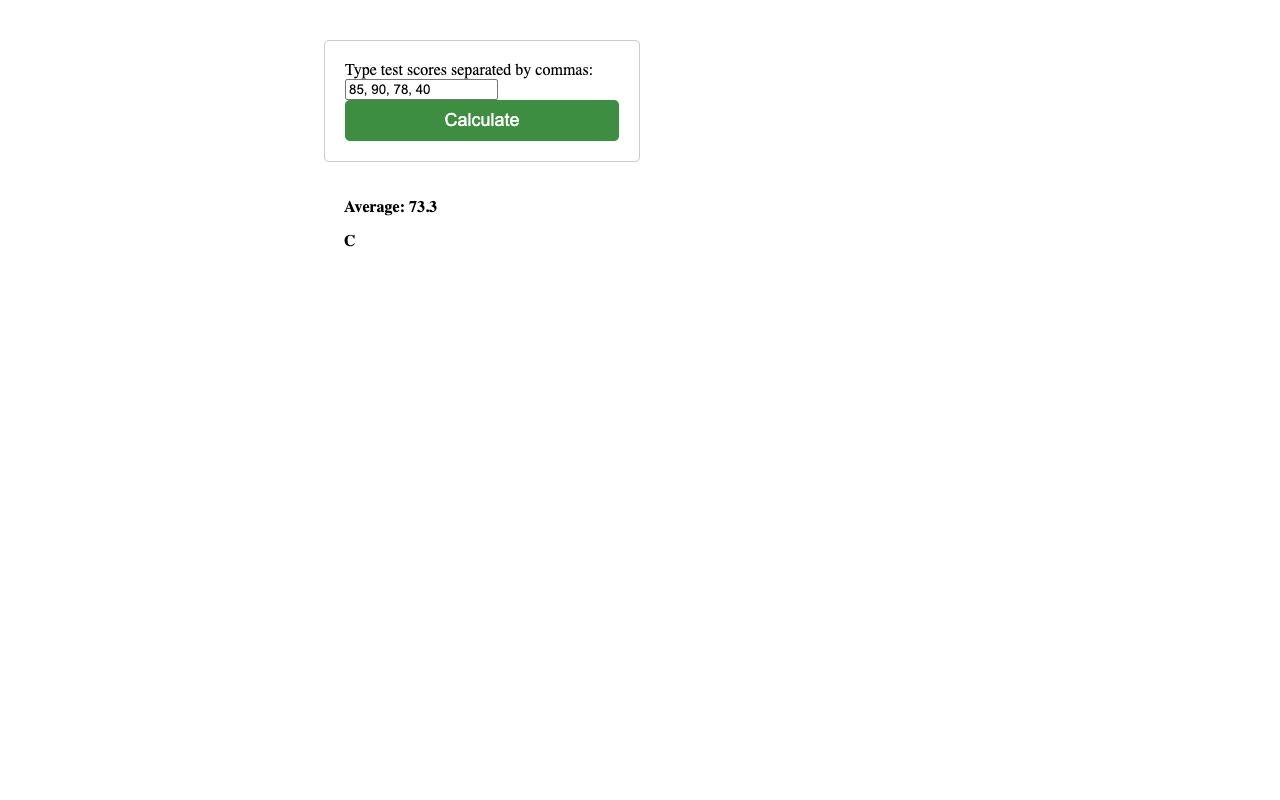 Type test scores separated by commas:
85, 90, 78, 40
Calculate
Average: 73.3
C